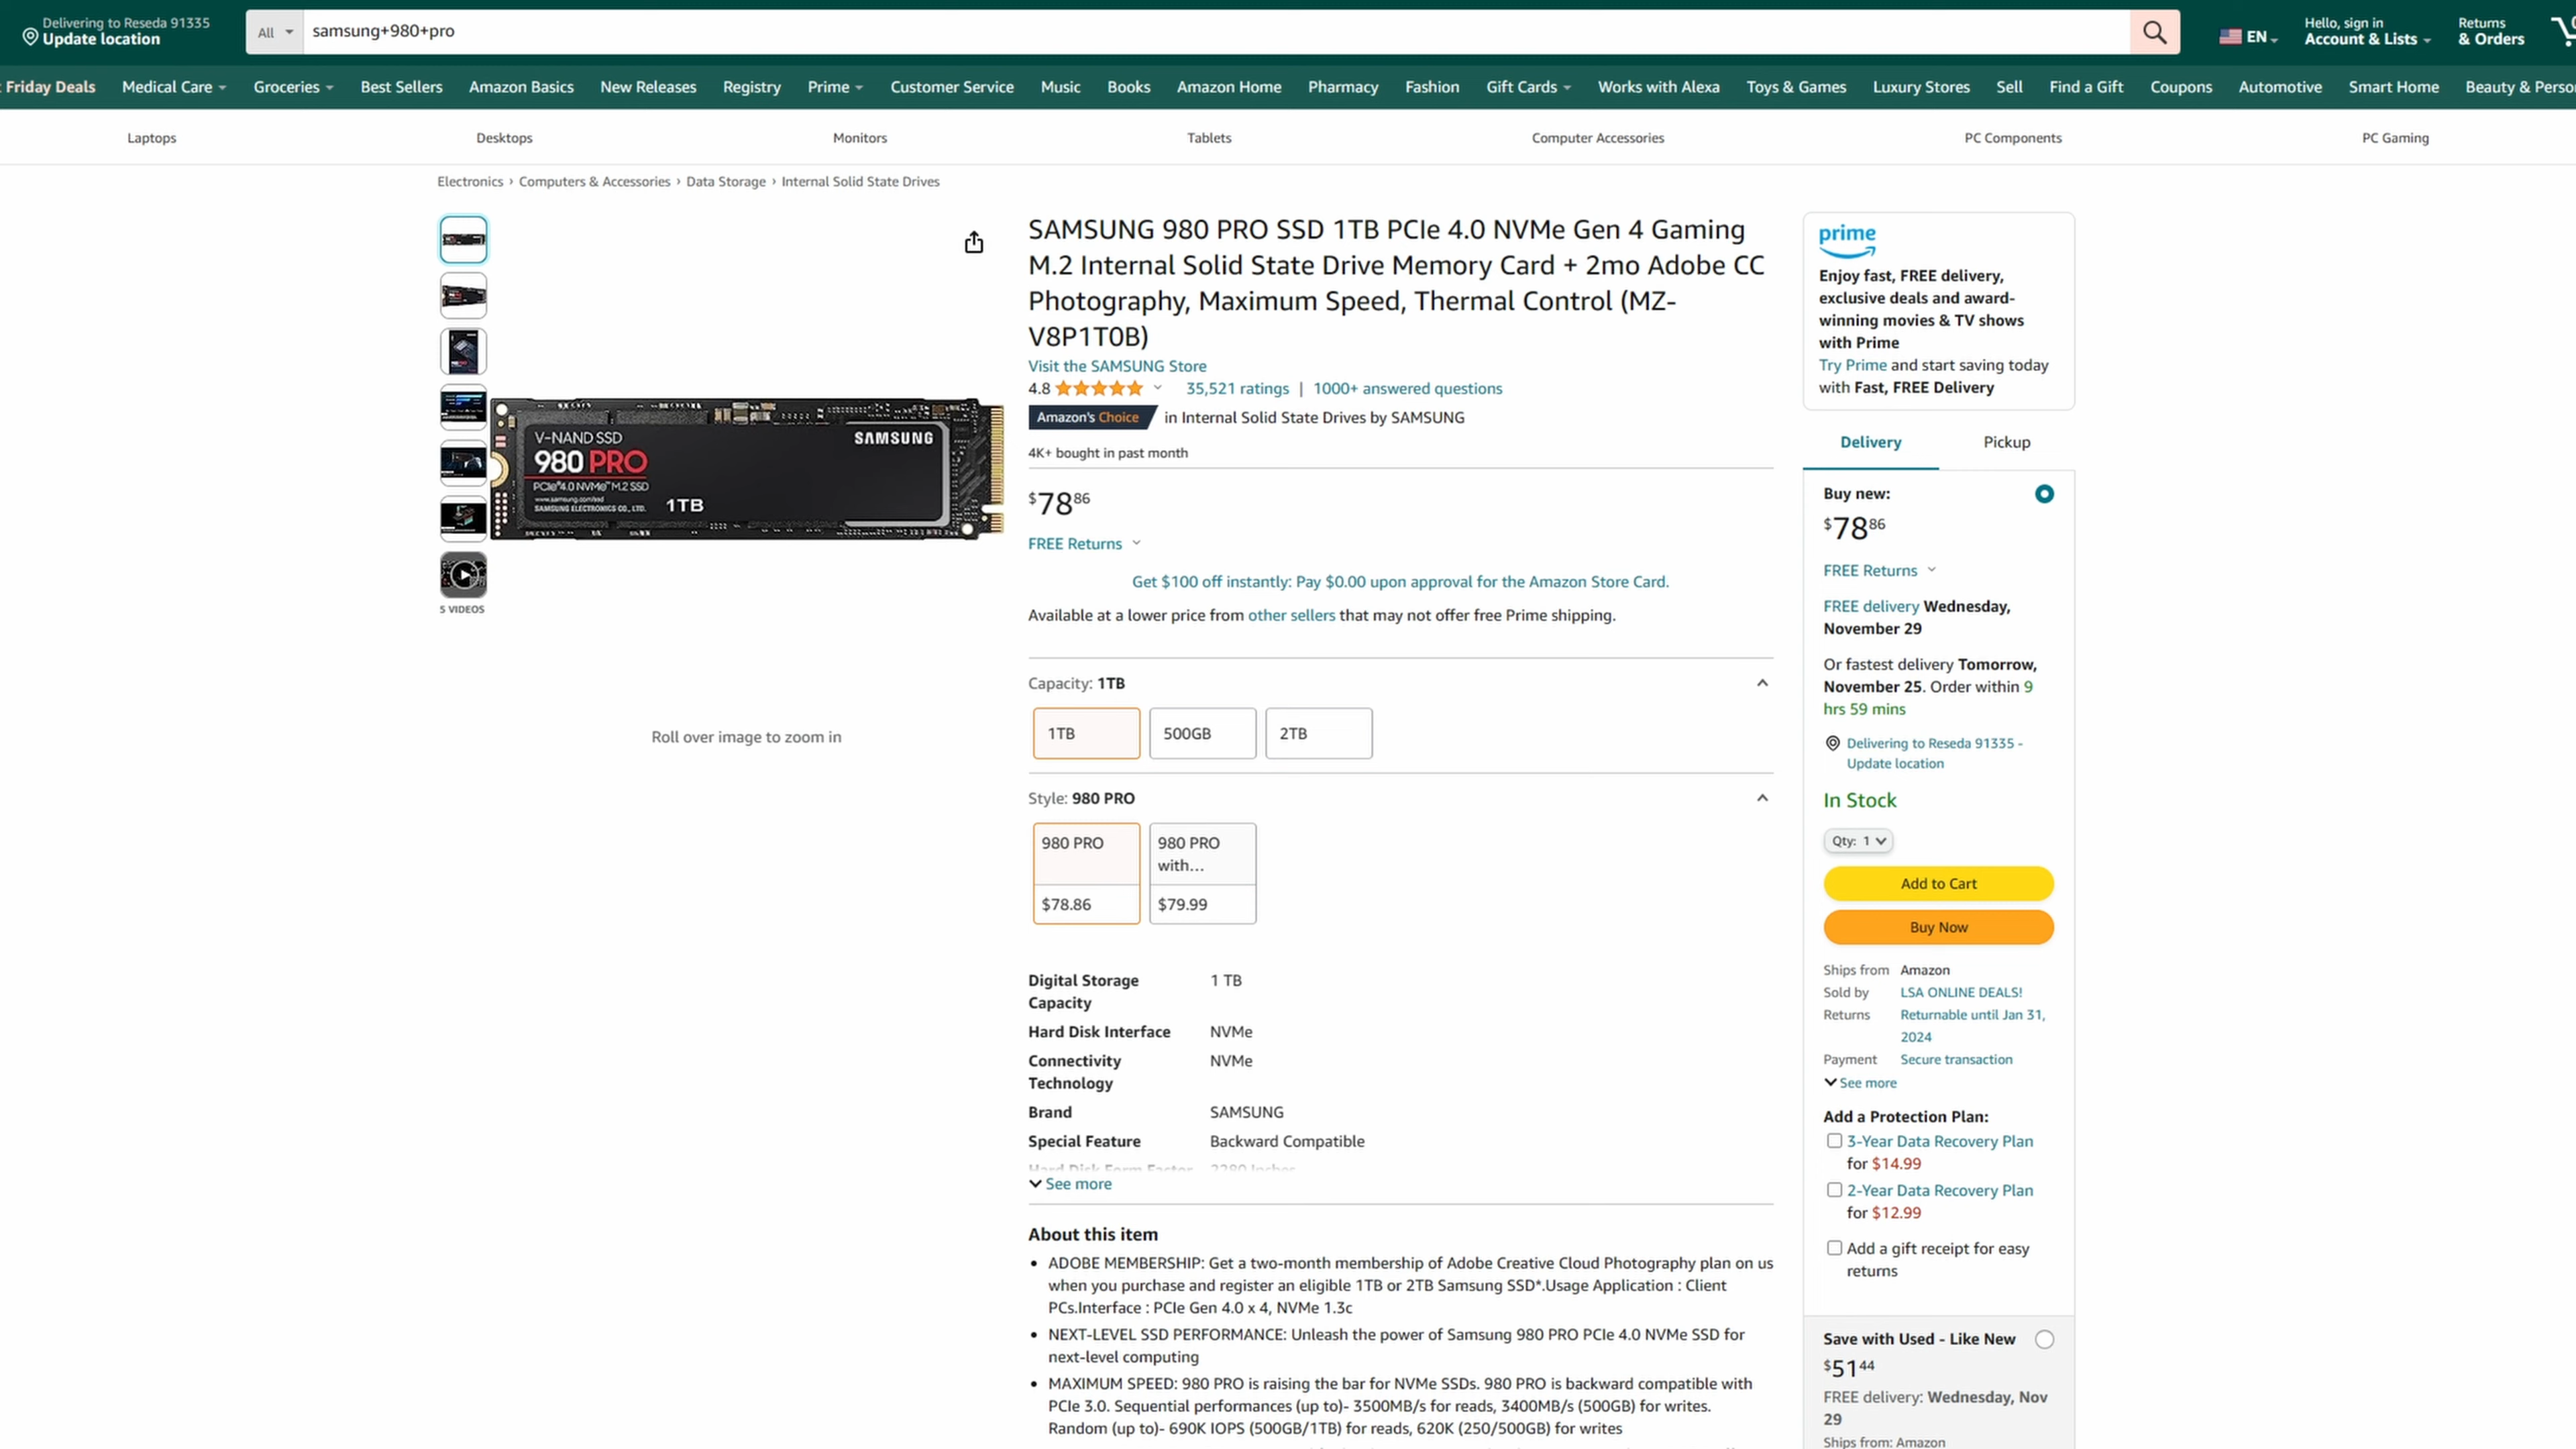 Delivering to Reseda 91335
Update location
All
samsung+980+pro
EN
Hello, sign in
Account & Lists
Returns
& Orders
Friday Deals
Medical Care
Groceries
Best Sellers
Amazon Basics
New Releases
Registry
Prime
Customer Service
Music
Books
Amazon Home
Pharmacy
Fashion
Gift Cards
Works with Alexa
Toys & Games
Luxury Stores
Sell
Find a Gift
Coupons
Automotive
Smart Home
Beauty & Perso
Laptops
Desktops
Monitors
Tablets
Computer Accessories
PC Components
PC Gaming
Electronics › Computers & Accessories › Data Storage › Internal Solid State Drives
5 VIDEOS
V-NAND SSD
980 PRO
PCIe® 4.0 NVMe™ M.2 SSD
www.samsung.com/ssd
SAMSUNG ELECTRONICS CO., LTD.
1TB
SAMSUNG
Roll over image to zoom in
SAMSUNG 980 PRO SSD 1TB PCIe 4.0 NVMe Gen 4 Gaming
M.2 Internal Solid State Drive Memory Card + 2mo Adobe CC
Photography, Maximum Speed, Thermal Control (MZ-
V8P1T0B)
Visit the SAMSUNG Store
4.8
35,521 ratings | 1000+ answered questions
Amazon's Choice in Internal Solid State Drives by SAMSUNG
4K+ bought in past month
$78 86
FREE Returns
Get $100 off instantly: Pay $0.00 upon approval for the Amazon Store Card.
Available at a lower price from other sellers that may not offer free Prime shipping.
Capacity: 1TB
1TB
500GB
2TB
Style: 980 PRO
980 PRO
$78.86
980 PRO
with...
$79.99
Digital Storage
Capacity
1 TB
Hard Disk Interface
NVMe
Connectivity
Technology
NVMe
Brand
SAMSUNG
Special Feature
Backward Compatible
Hard Disk Form Factor
2280 Inches
See more
About this item
• ADOBE MEMBERSHIP: Get a two-month membership of Adobe Creative Cloud Photography plan on us
when you purchase and register an eligible 1TB or 2TB Samsung SSD*.Usage Application : Client
PCs.Interface : PCIe Gen 4.0 x 4, NVMe 1.3c
• NEXT-LEVEL SSD PERFORMANCE: Unleash the power of Samsung 980 PRO PCIe 4.0 NVMe SSD for
next-level computing
• MAXIMUM SPEED: 980 PRO is raising the bar for NVMe SSDs. 980 PRO is backward compatible with
PCIe 3.0. Sequential performances (up to)- 3500MB/s for reads, 3400MB/s (500GB) for writes.
Random (up to)- 690K IOPS (500GB/1TB) for reads, 620K (250/500GB) for writes
prime
Enjoy fast, FREE delivery,
exclusive deals and award-
winning movies & TV shows
with Prime
Try Prime and start saving today
with Fast, FREE Delivery
Delivery
Pickup
Buy new:
$78 86
FREE Returns
FREE delivery Wednesday,
November 29
Or fastest delivery Tomorrow,
November 25. Order within 9
hrs 59 mins
Delivering to Reseda 91335 -
Update location
In Stock
Qty: 1
Add to Cart
Buy Now
Ships from Amazon
Sold by LSA ONLINE DEALS!
Returns Returnable until Jan 31,
2024
Payment Secure transaction
See more
Add a Protection Plan:
3-Year Data Recovery Plan
for $14.99
2-Year Data Recovery Plan
for $12.99
Add a gift receipt for easy
returns
Save with Used - Like New
$51 44
FREE delivery: Wednesday, Nov
29
Ships from: Amazon